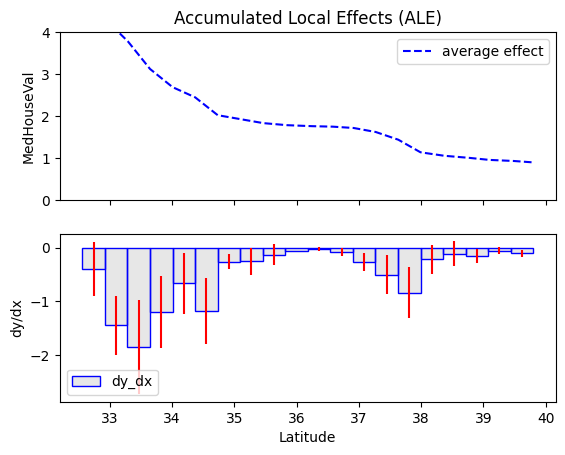 Accumulated Local Effects (ALE)
4
3
2
1
0
MedHouseVal
average effect
0
−1
−2
dy/dx
dy_dx
33 34 35 36 37 38 39 40
Latitude